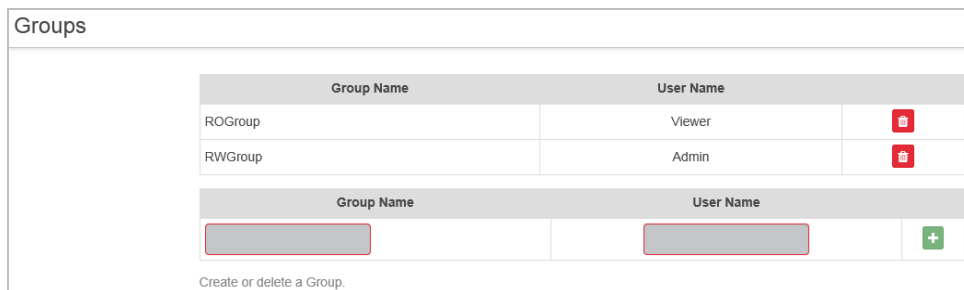 Groups
Group Name User Name
ROGroup Viewer
RWGroup Admin
Group Name User Name
Create or delete a Group.